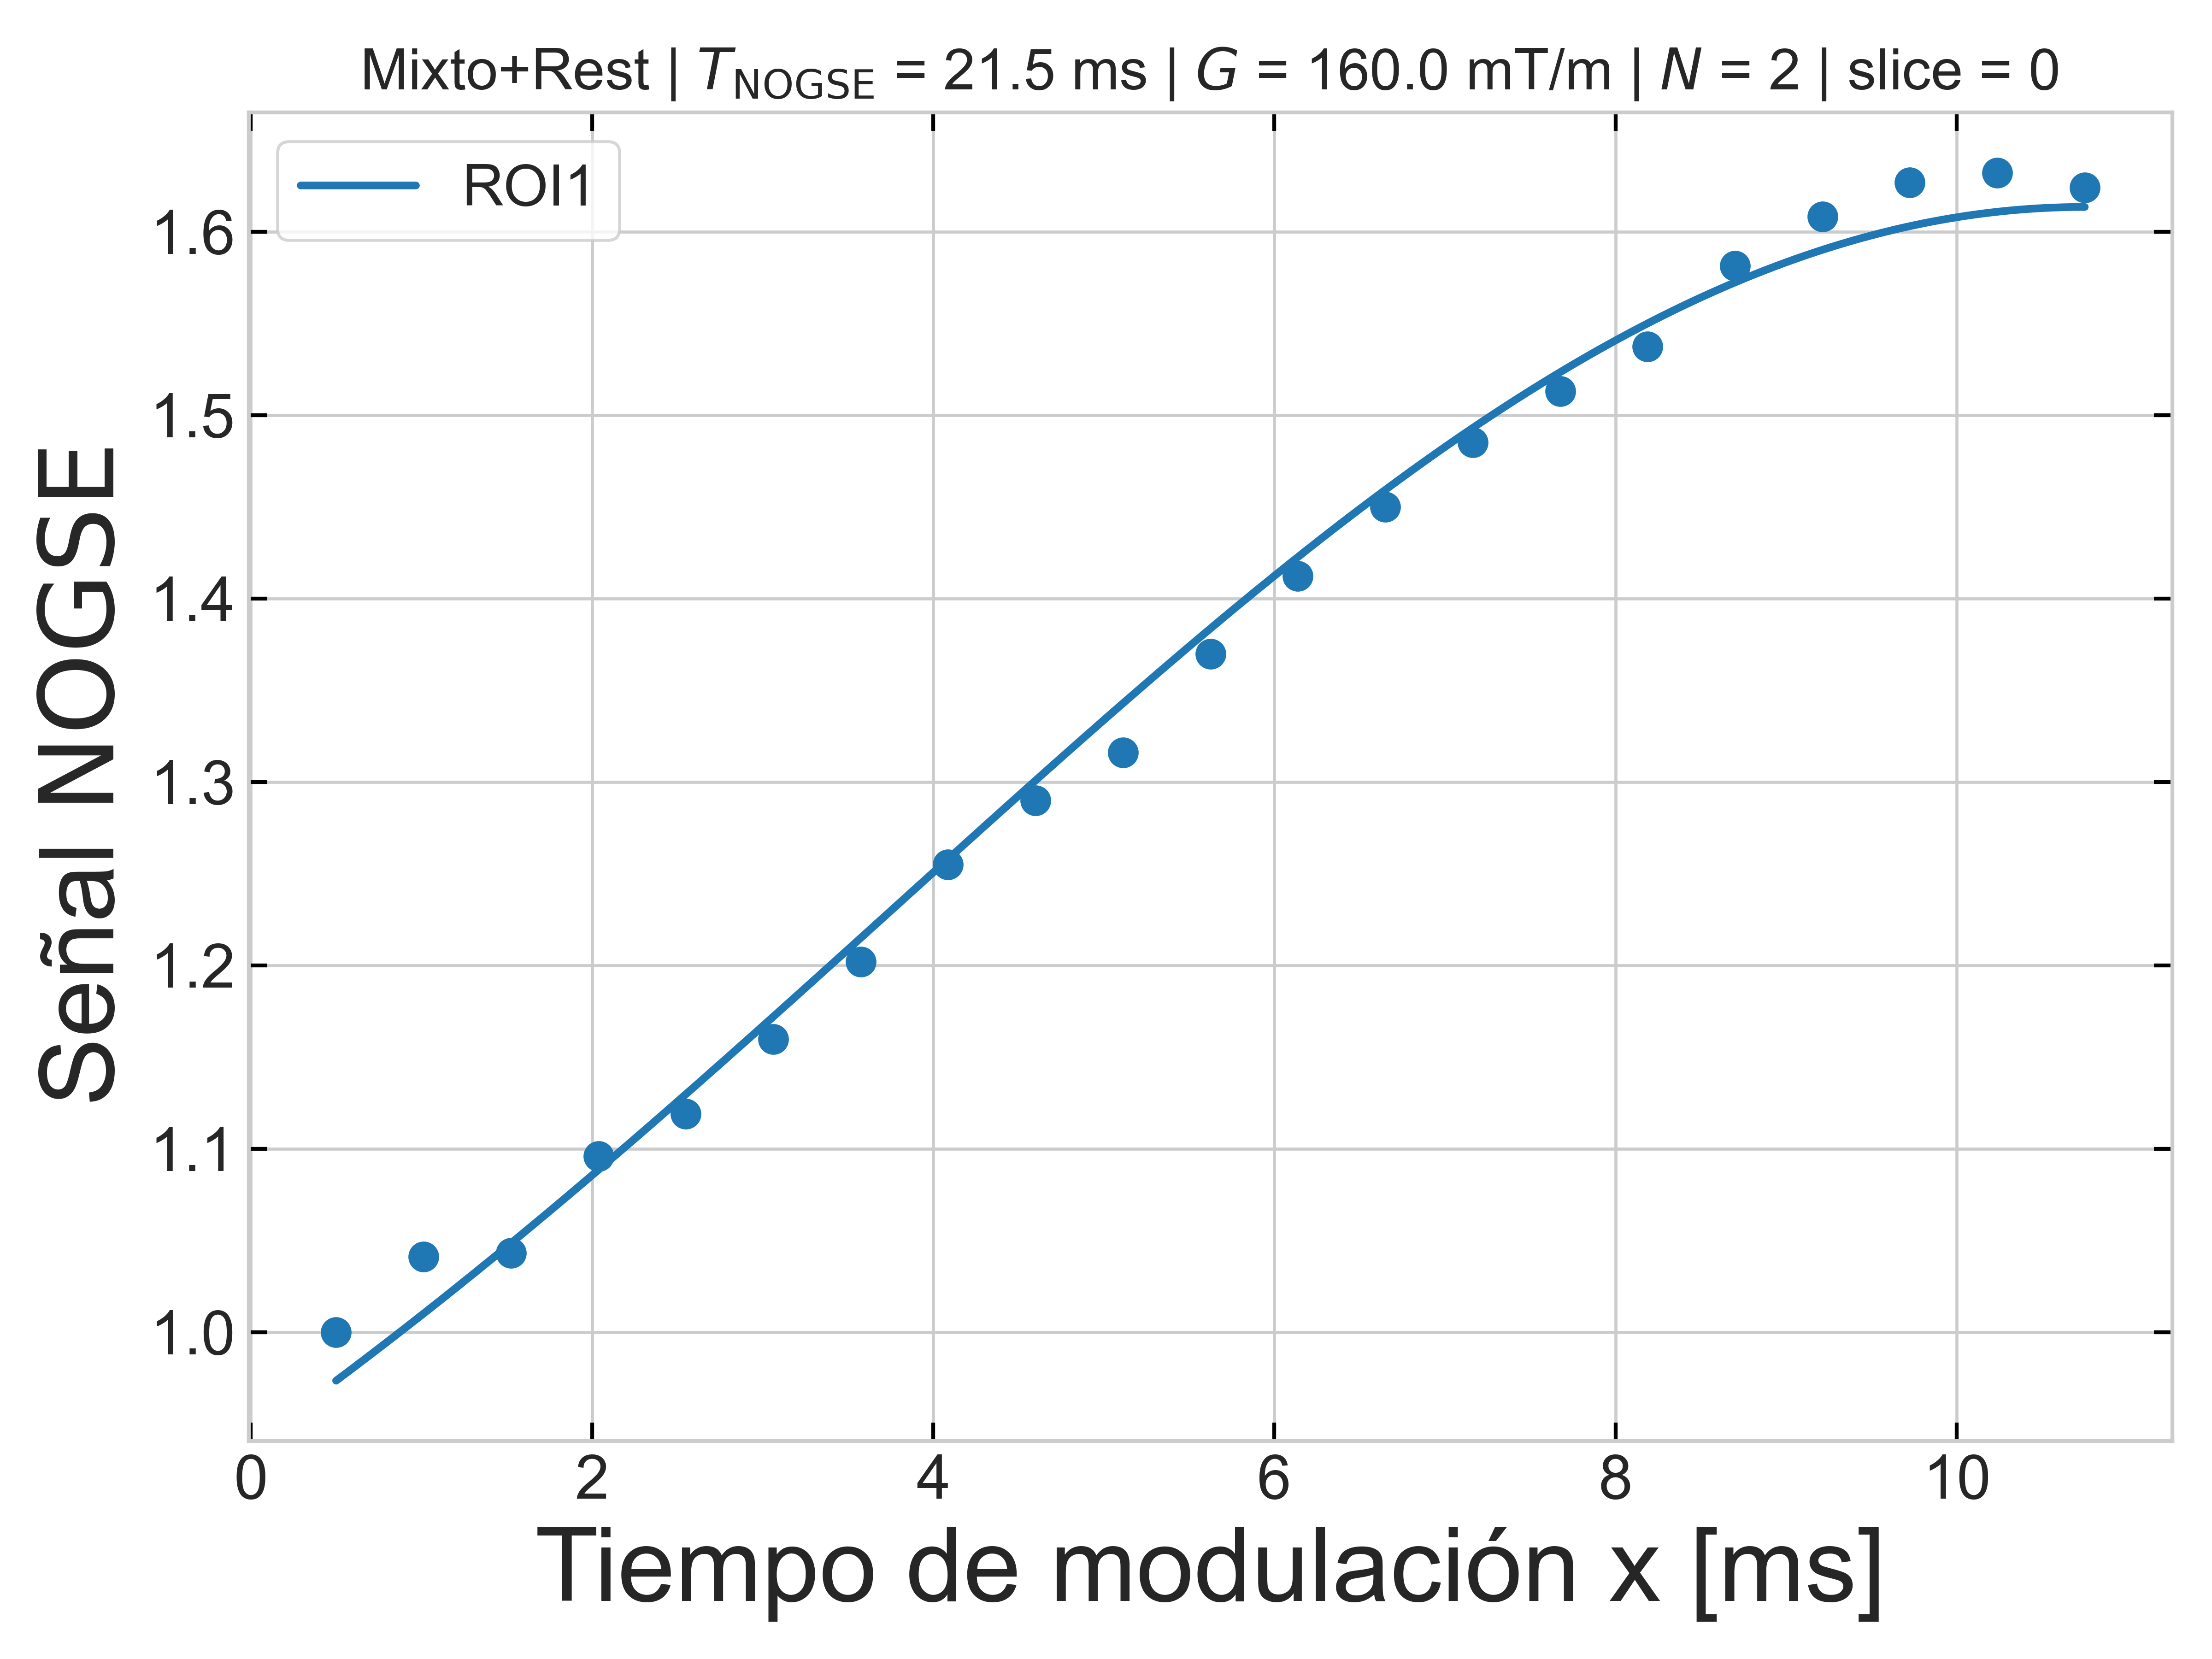 Mixto+Rest | T_NOGSE = 21.5 ms | G = 160.0 mT/m | N = 2 | slice = 0
ROI1
Señal NOGSE
1.6
1.5
1.4
1.3
1.2
1.1
1.0
0 2 4 6 8 10
Tiempo de modulación x [ms]